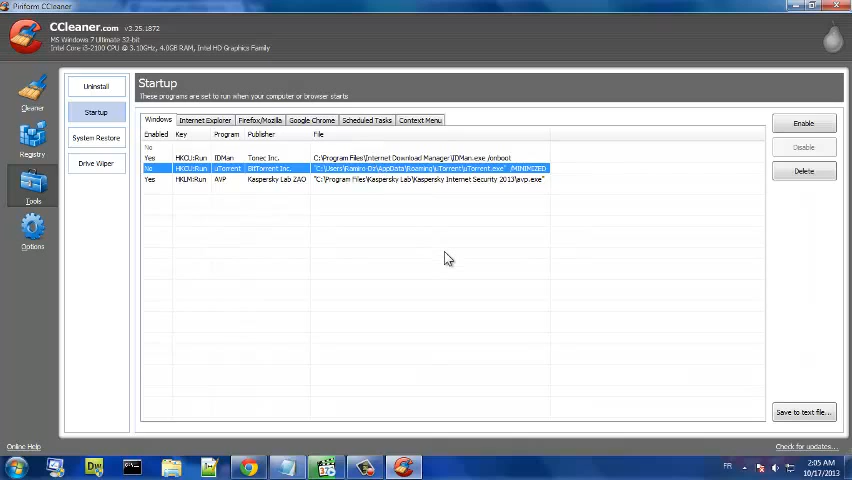 Piriform CCleaner
CCleaner.com v3.25.1872
MS Windows 7 Ultimate 32-bit
Intel Core i3-2100 CPU @ 3.10GHz, 4.0GB RAM, Intel HD Graphics Family
Cleaner
Registry
Tools
Options
Uninstall
Startup
System Restore
Drive Wiper
Startup
These programs are set to run when your computer or browser starts
Windows Internet Explorer Firefox/Mozilla Google Chrome Scheduled Tasks Context Menu
Enabled Key Program Publisher File
No
Yes HKCU:Run IDMan Tonec Inc. C:\Program Files\Internet Download Manager\IDMan.exe /onboot
No HKCU:Run uTorrent BitTorrent Inc. "C:\Users\Ramiro-Dz\AppData\Roaming\uTorrent\uTorrent.exe" /MINIMIZED
Yes HKLM:Run AVP Kaspersky Lab ZAO "C:\Program Files\Kaspersky Lab\Kaspersky Internet Security 2013\avp.exe"
Enable
Disable
Delete
Save to text file...
Online Help
Check for updates...
FR
2:05 AM
10/17/2013